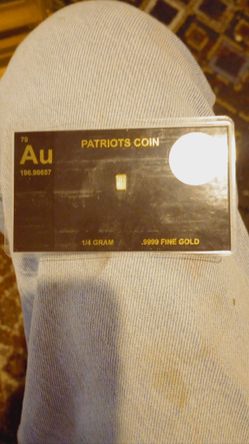 79
Au
196.96657
PATRIOTS COIN
1/4 GRAM
.9999 FINE GOLD